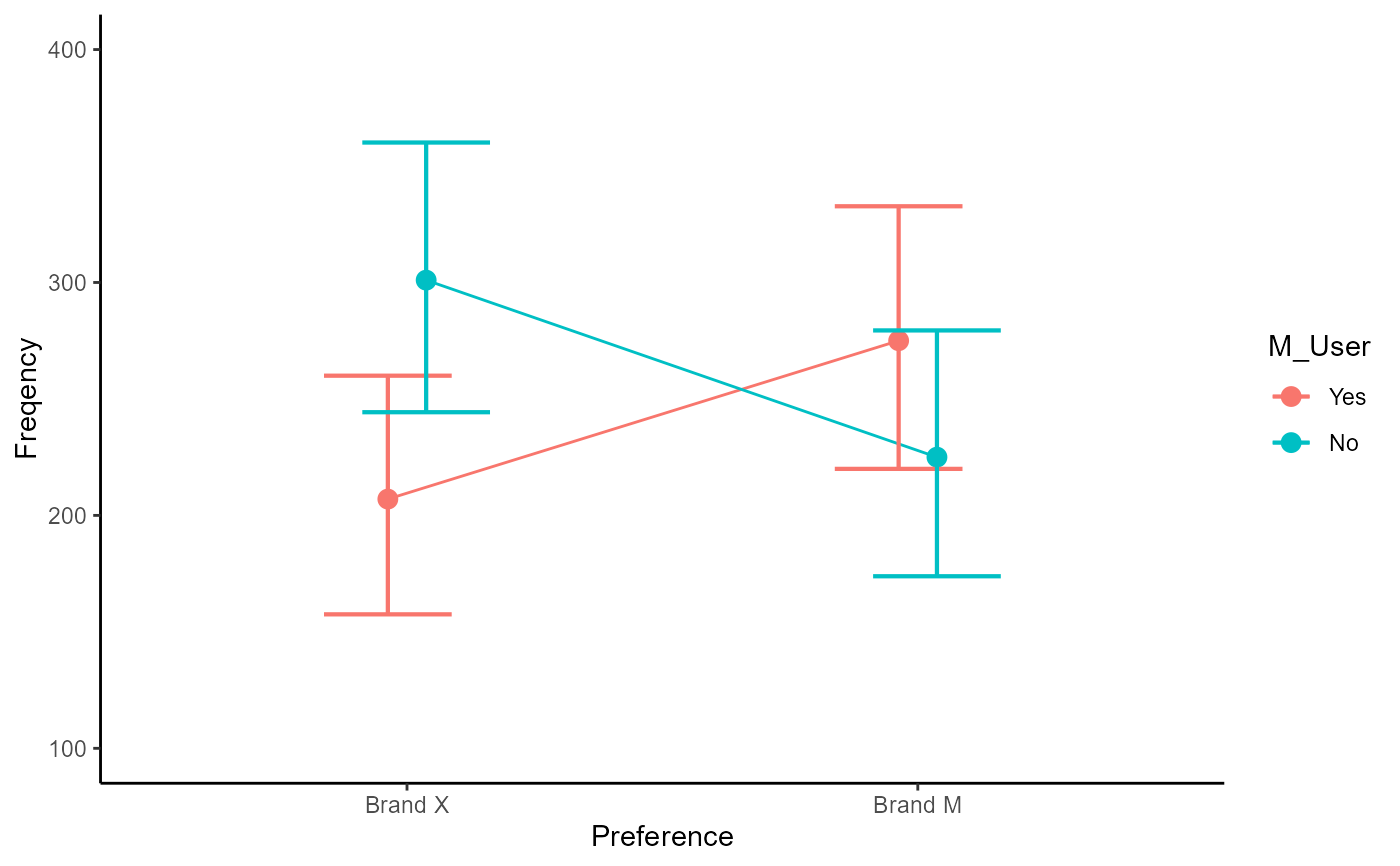 400
300
200
100
Freqency
Brand X
Brand M
Preference
M_User
Yes
No